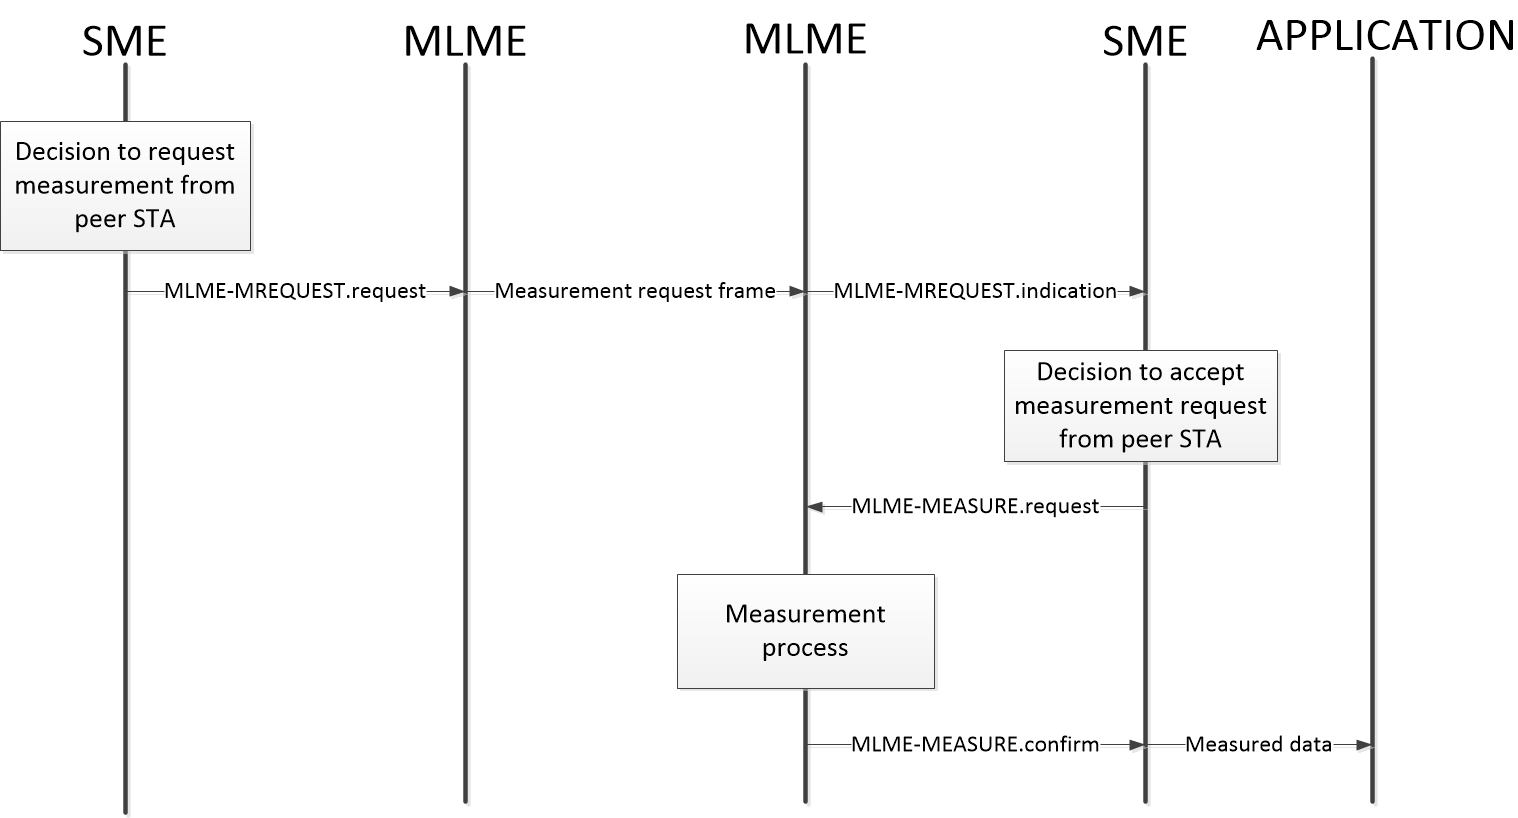 SME
MLME
MLME
SME
APPLICATION
Decision to request
measurement from
peer STA
MLME-MREQUEST.request
Measurement request frame
MLME-MREQUEST.indication
Decision to accept
measurement request
from peer STA
MLME-MEASURE.request
Measurement
process
MLME-MEASURE.confirm
Measured data